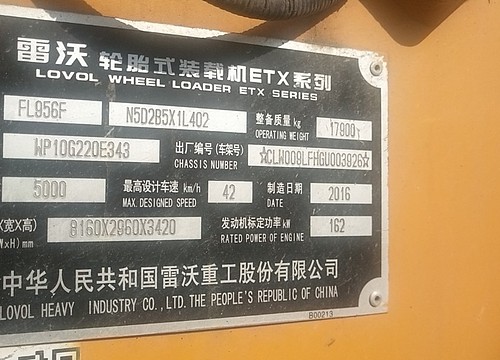 雷沃 轮胎式装载机ETX系列
LOVOL WHEEL LOADER ETX SERIES
FL956F N5D2B5X1L402 整备质量 kg 17900
OPERATING WEIGHT
WP10G220E343 出厂编号(车架号) ☆CLW009LFHGU003926☆
CHASSIS NUMBER
5000 最高设计车速 km/h 42 制造日期 2016
MAX. DESIGNED SPEED DATE
X宽X高) 8160X2960X3420 发动机标定功率 kW 162
WxH) mm RATED POWER OF ENGINE
中华人民共和国雷沃重工股份有限公司
LOVOL HEAVY INDUSTRY CO., LTD. THE PEOPLE'S REPUBLIC OF CHINA
B00213